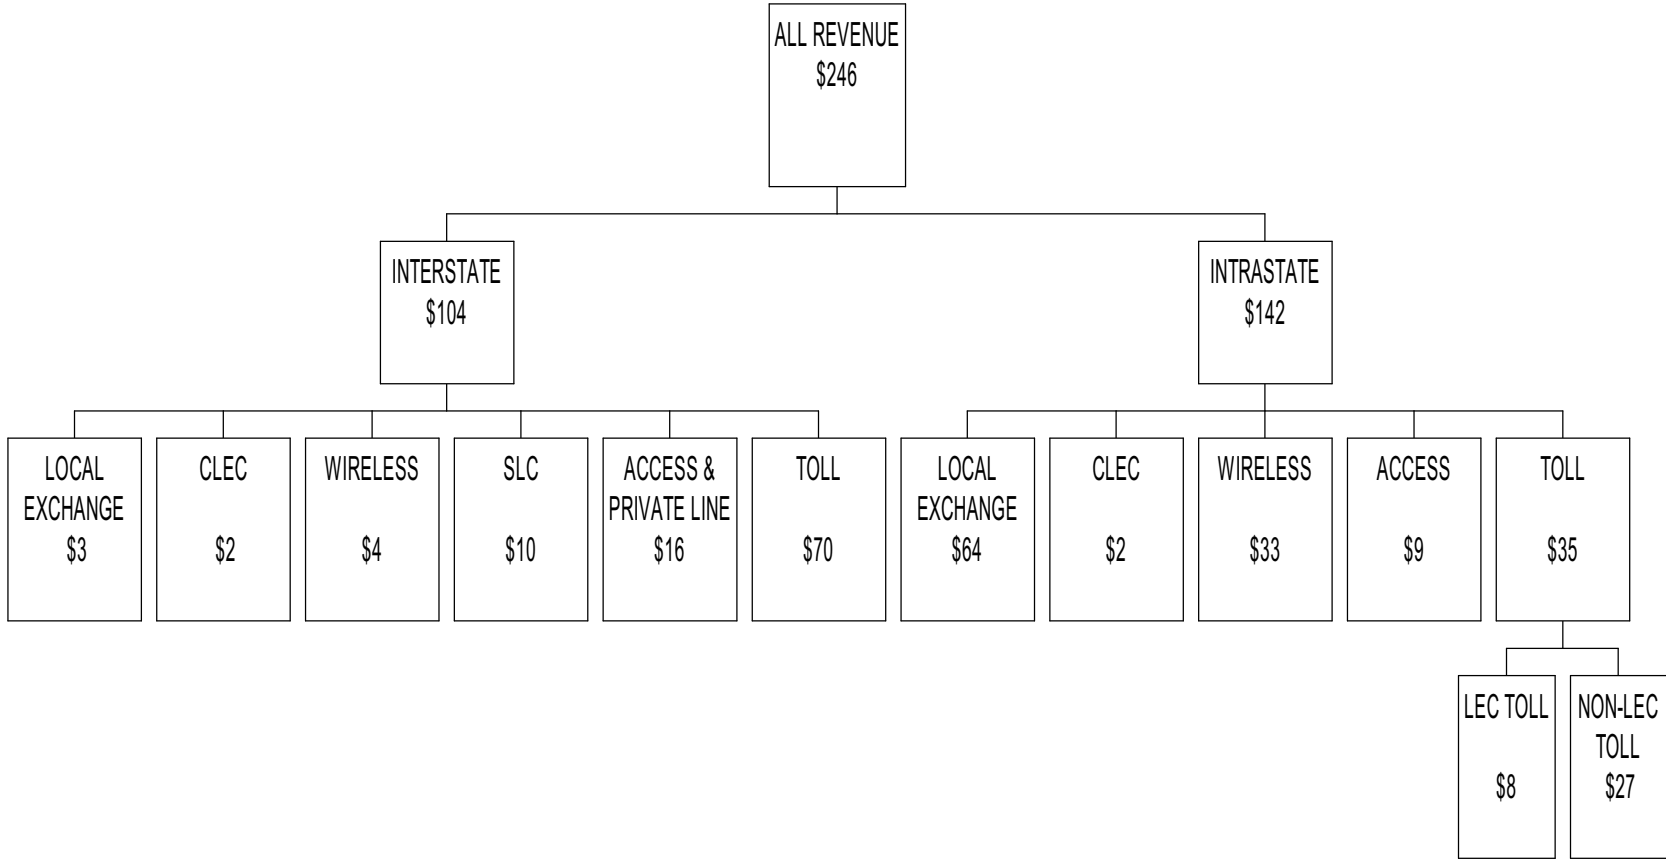 ALL REVENUE
$246
INTERSTATE
$104
INTRASTATE
$142
LOCAL
EXCHANGE
$3
CLEC
$2
WIRELESS
$4
SLC
$10
ACCESS &
PRIVATE LINE
$16
TOLL
$70
LOCAL
EXCHANGE
$64
CLEC
$2
WIRELESS
$33
ACCESS
$9
TOLL
$35
LEC TOLL
$8
NON-LEC
TOLL
$27